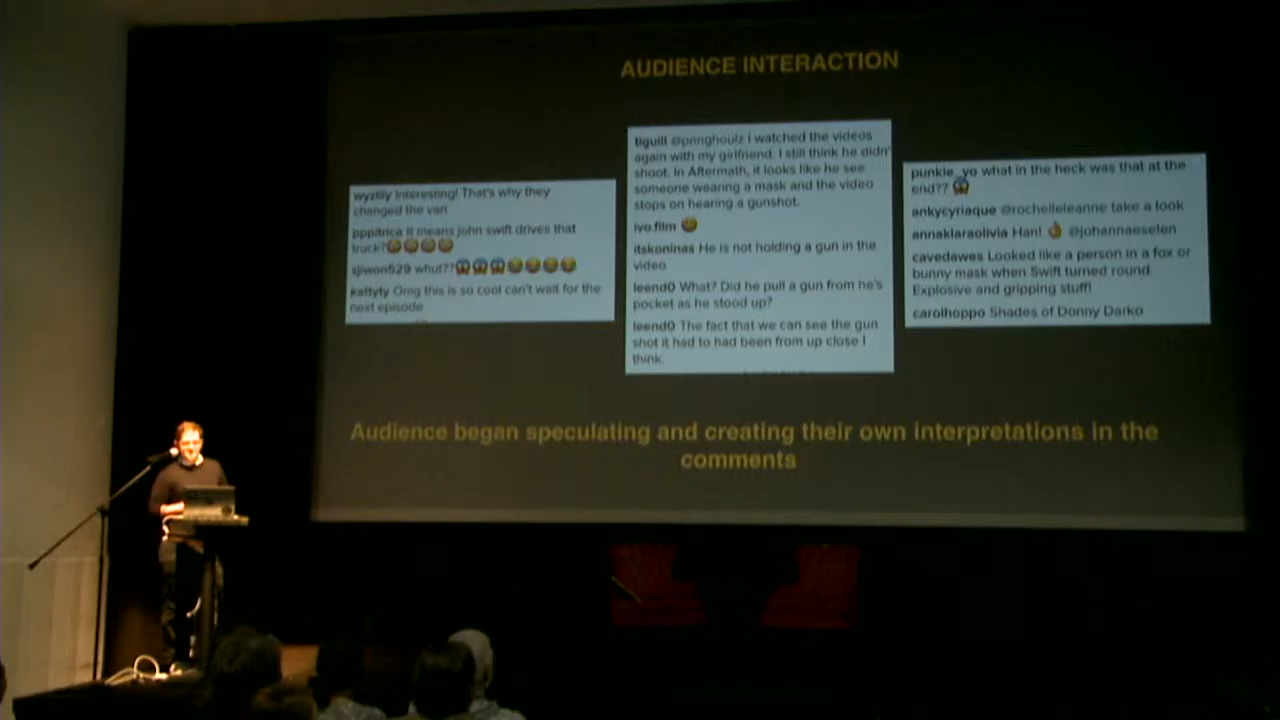 AUDIENCE INTERACTION
wyxilly Interesting! That's why they
changed the van
pppitrica It means john swift drives that
truck?😂😂😂😂
sjiwon529 whut??😱😱😱😂😂😂😂
kattyty Omg this is so cool can't wait for the
next episode
tiguill @pringhoulz I watched the videos
again with my girlfriend. I still think he didn'
shoot. In Aftermath, it looks like he see
someone wearing a mask and the video
stops on hearing a gunshot.
ivo.film 😀
itskoninas He is not holding a gun in the
video
leend0 What? Did he pull a gun from he's
pocket as he stood up?
leend0 The fact that we can see the gun
shot it had to had been from up close I
think.
punkie_yo what in the heck was that at the
end?? 😱
ankycyriaque @rochelleleanne take a look
annaklaraolivia Han! 👌 @johannaeselen
cavedawes Looked like a person in a fox or
bunny mask when Swift turned round
Explosive and gripping stuff!
carolhoppo Shades of Donny Darko
Audience began speculating and creating their own interpretations in the
comments